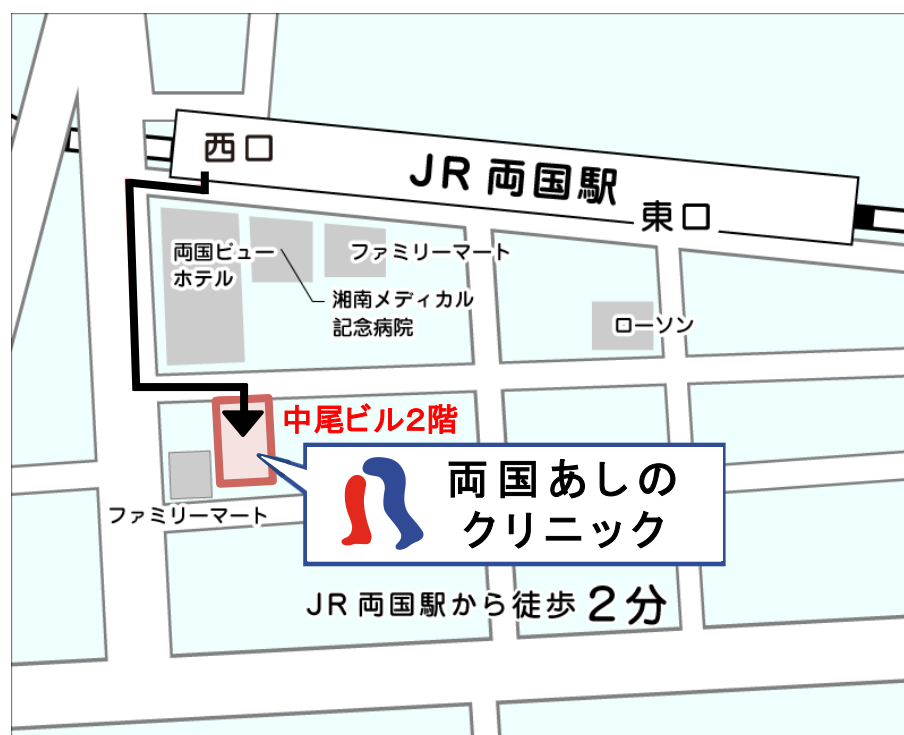 西口
JR 両国駅
東口
両国ビュー
ホテル
ファミリーマート
湘南メディカル
記念病院
ローソン
中尾ビル2階
両国あしの
クリニック
ファミリーマート
JR 両国駅から徒歩 2分